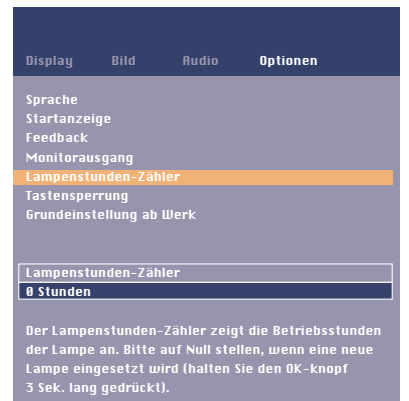 Display Bild Audio Optionen
Sprache
Startanzeige
Feedback
Monitorausgang
Lampenstunden-Zähler
Tastensperrung
Grundeinstellung ab Werk
Lampenstunden-Zähler
0 Stunden
Der Lampenstunden-Zähler zeigt die Betriebsstunden
der Lampe an. Bitte auf Null stellen, wenn eine neue
Lampe eingesetzt wird (halten Sie den OK-knopf
3 Sek. lang gedrückt).